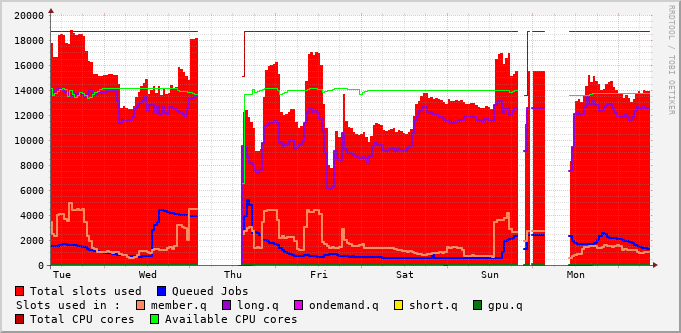 20000
18000
16000
14000
12000
10000
8000
6000
4000
2000
0
Tue Wed Thu Fri Sat Sun Mon
RRDTOOL / TOBI OETIKER
Total slots used Queued Jobs
Slots used in : member.q long.q ondemand.q short.q gpu.q
Total CPU cores Available CPU cores